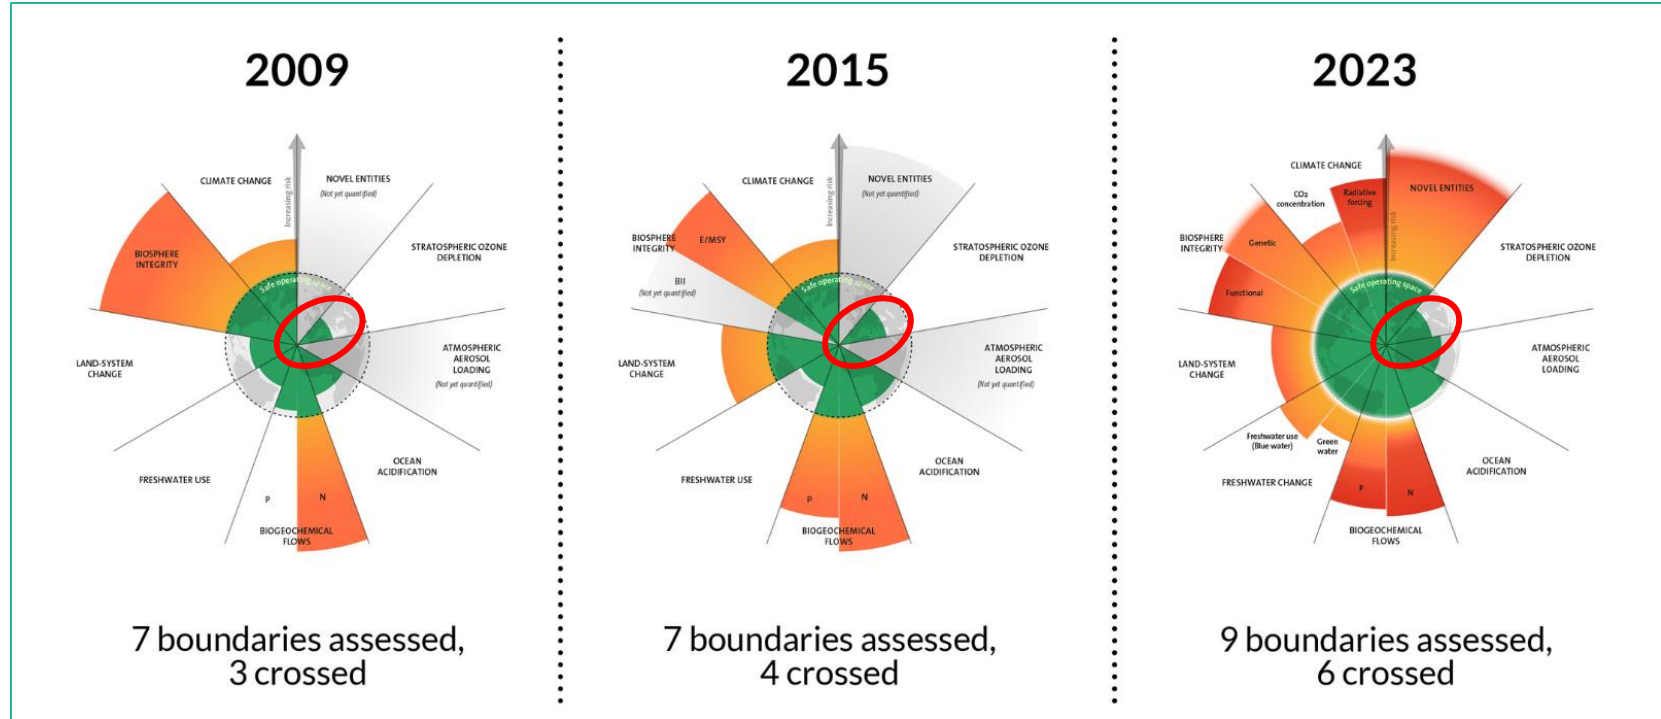 2009
CLIMATE CHANGE
Increasing risk
NOVEL ENTITIES
(Not yet quantified)
BIOSPHERE
INTEGRITY
STRATOSPHERIC OZONE
DEPLETION
Safe operating space
LAND-SYSTEM
CHANGE
ATMOSPHERIC
AEROSOL
LOADING
(Not yet quantified)
FRESHWATER USE
OCEAN
ACIDIFICATION
P
N
BIOGEOCHEMICAL
FLOWS
7 boundaries assessed,
3 crossed
2015
CLIMATE CHANGE
Increasing risk
NOVEL ENTITIES
(Not yet quantified)
BIOSPHERE
INTEGRITY
E/MSY
BII
(Not yet quantified)
STRATOSPHERIC OZONE
DEPLETION
Safe operating space
LAND-SYSTEM
CHANGE
ATMOSPHERIC
AEROSOL
LOADING
(Not yet quantified)
FRESHWATER USE
OCEAN
ACIDIFICATION
P
N
BIOGEOCHEMICAL
FLOWS
7 boundaries assessed,
4 crossed
2023
CLIMATE CHANGE
CO₂
concentration
Radiative
forcing
Increasing risk
NOVEL ENTITIES
BIOSPHERE
INTEGRITY
Genetic
Functional
STRATOSPHERIC OZONE
DEPLETION
Safe operating space
LAND-SYSTEM
CHANGE
ATMOSPHERIC
AEROSOL
LOADING
Freshwater use
(Blue water)
Green
water
FRESHWATER CHANGE
OCEAN
ACIDIFICATION
P
N
BIOGEOCHEMICAL
FLOWS
9 boundaries assessed,
6 crossed